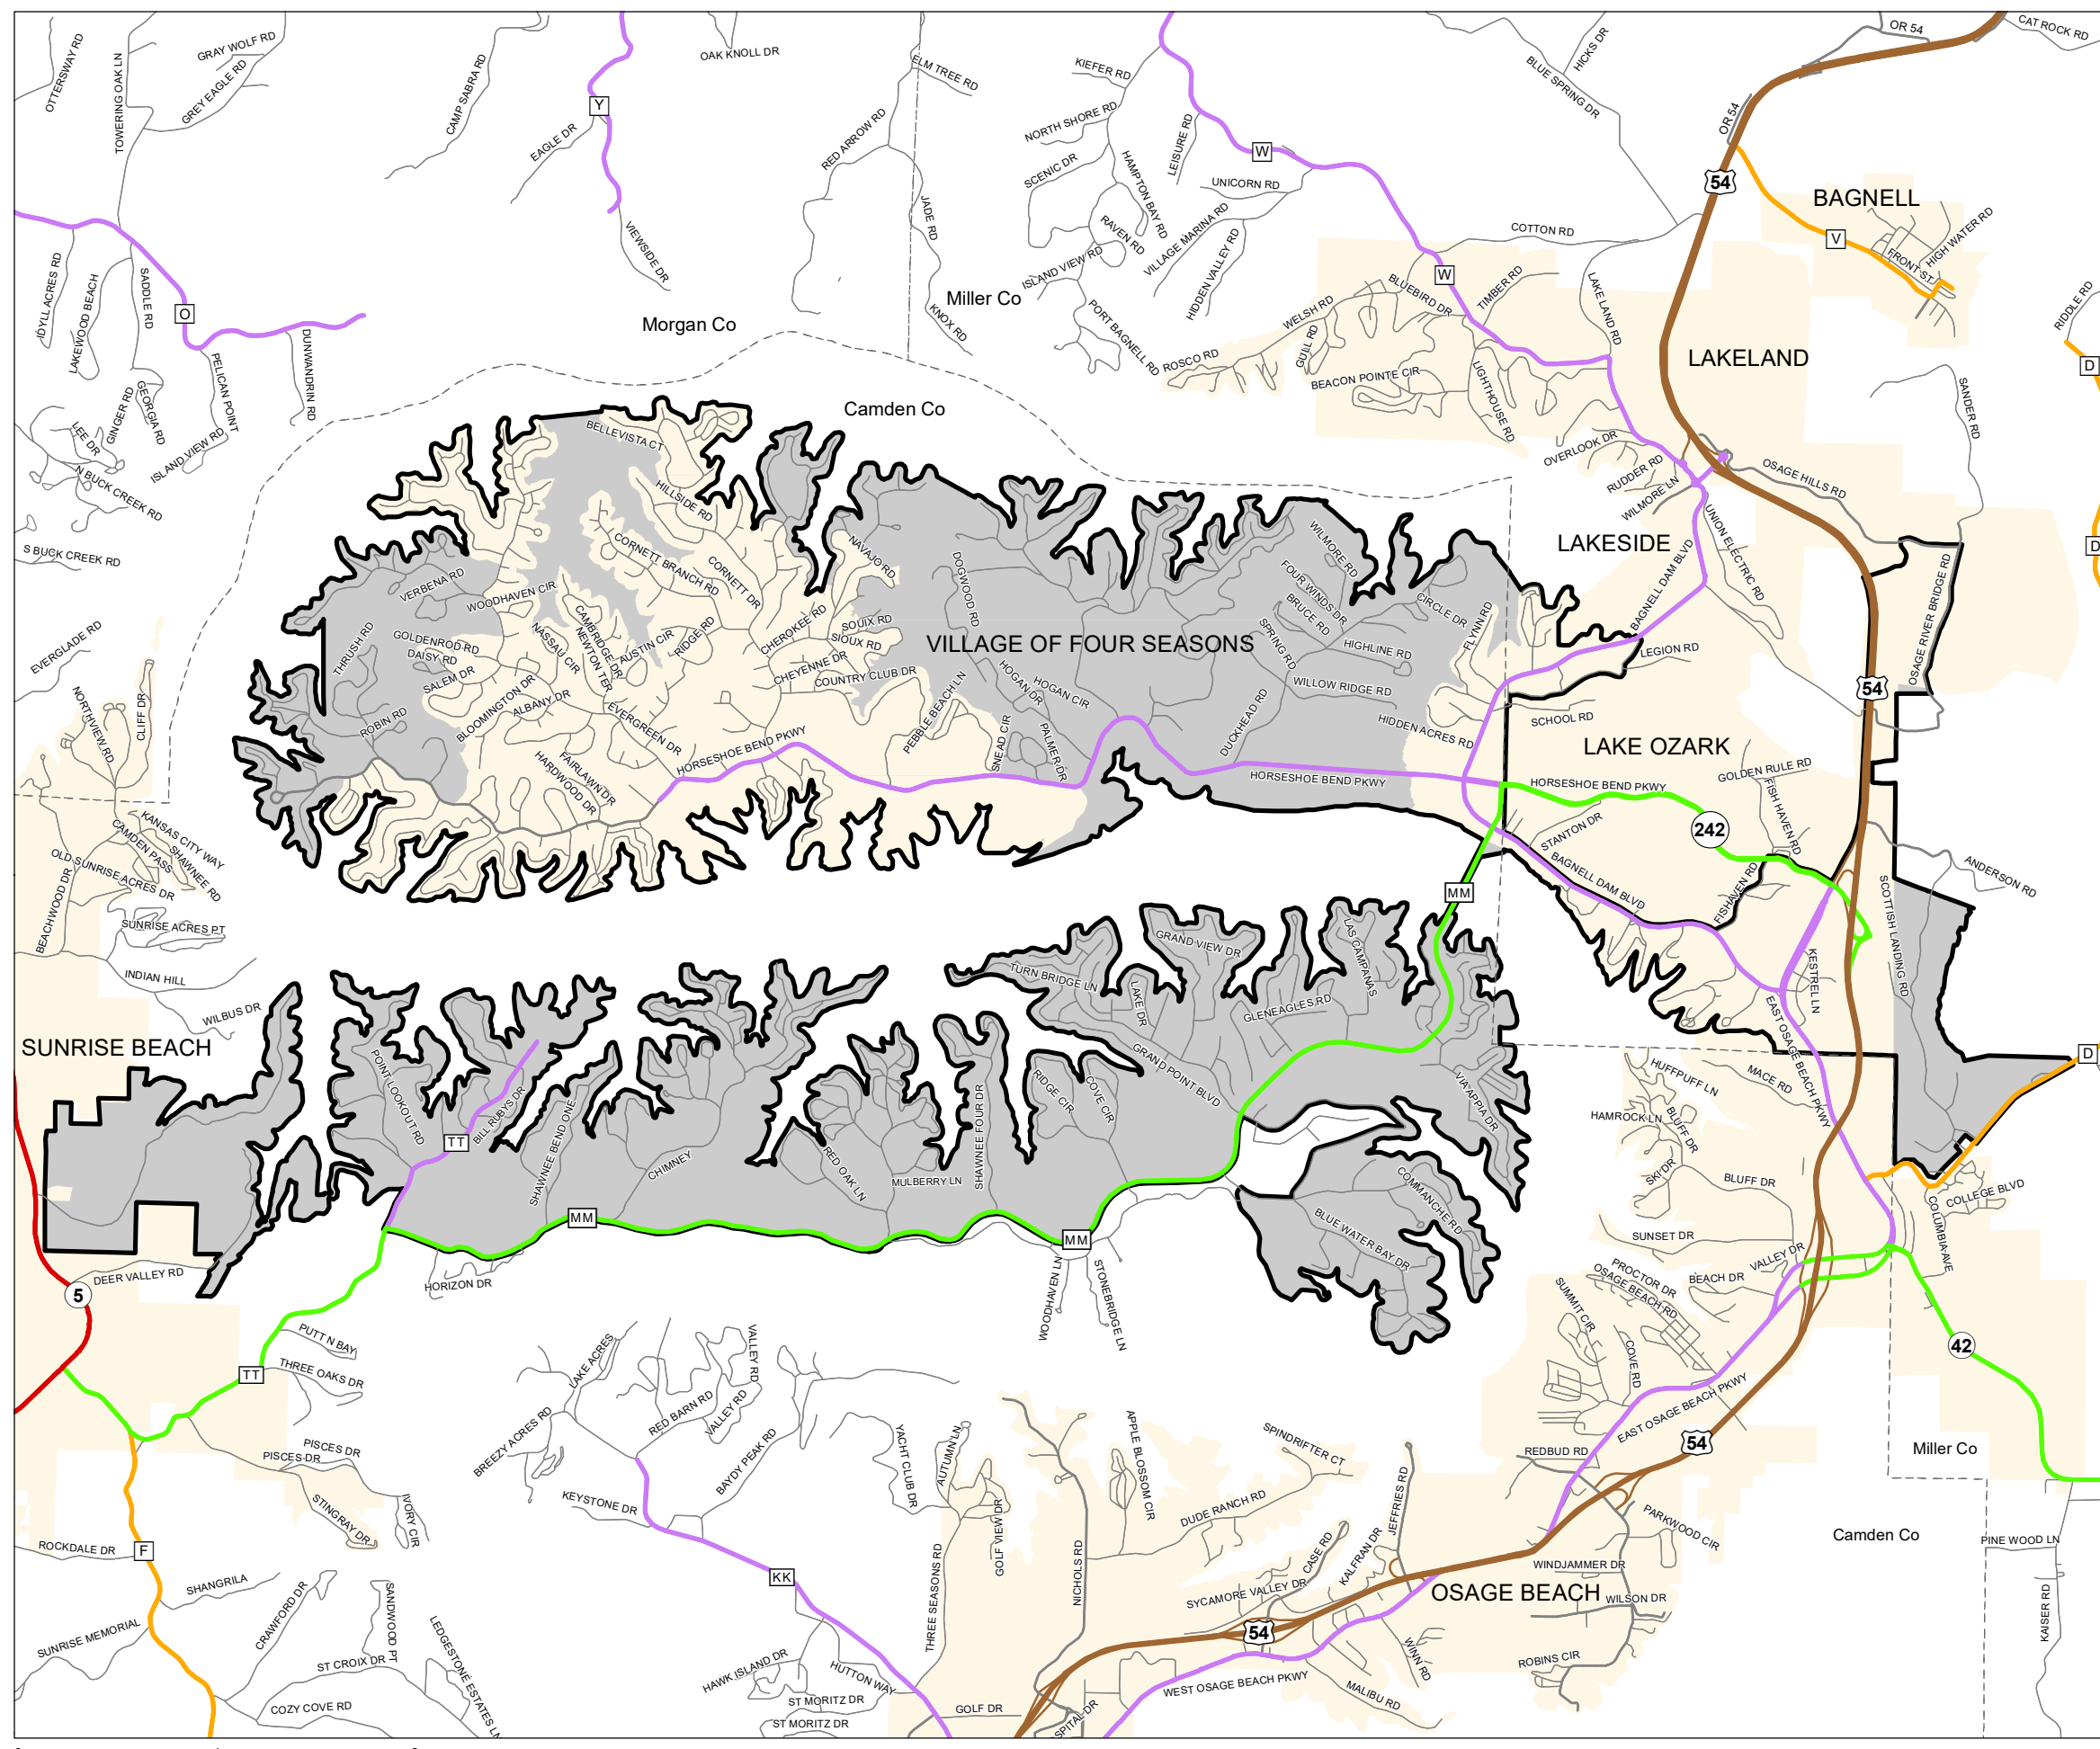 OTTERSWAY RD
TOWERING OAK LN
GRAY WOLF RD
GREY EAGLE RD
CAMP SABRA RD
EAGLE DR
Y
OAK KNOLL DR
ELM TREE RD
RED ARROW RD
KIEFER RD
NORTH SHORE RD
SCENIC DR
LEISURE RD
HAMPTON BAY RD
W
UNICORN RD
RAVEN RD
VILLAGE MARINA RD
HIDDEN VALLEY RD
ISLAND VIEW RD
PORT BAGNELL RD
HICKS DR
BLUE SPRING DR
OR 54
OR 54
CAT ROCK RD
54
BAGNELL
V
HIGH WATER RD
FRONT ST
RIDDLE RD
D
COTTON RD
W
BLUEBIRD DR
TIMBER RD
LAKE LAND RD
WELSH RD
GULL RD
ROSCO RD
BEACON POINTE CIR
LIGHTHOUSE RD
LAKELAND
SANDER RD
VIEWSIDE DR
JADE RD
KNOX RD
Miller Co
Morgan Co
Camden Co
IDYLL ACRES RD
LAKEWOOD BEACH
SADDLE RD
O
PELICAN POINT
DUNWANDRIN RD
GINGER RD
GEORGIA RD
LEE DR
ISLAND VIEW RD
N BUCK CREEK RD
S BUCK CREEK RD
OVERLOOK DR
RUDDER RD
WILMORE LN
OSAGE HILLS RD
UNION ELECTRIC RD
LAKESIDE
BAGNELL DAM BLVD
D
OSAGE RIVER BRIDGE RD
LEGION RD
54
BELLEVISTA CT
HILLSIDE RD
CORNETT BRANCH RD
CORNETT DR
NAVAJO RD
DOGWOOD RD
WILMORE RD
FOUR WINDS DR
BRUCE RD
CIRCLE DR
FLYNN RD
VERBENA RD
WOODHAVEN CIR
THRUSH RD
GOLDENROD RD
DAISY RD
SALEM DR
NASSAU CIR
CAMBRIDGE DR
NEWTON TER
AUSTIN CIR
RIDGE RD
CHEROKEE RD
SOUIX RD
SIOUX RD
CHEYENNE DR
COUNTRY CLUB DR
VILLAGE OF FOUR SEASONS
SPRING RD
HIGHLINE RD
WILLOW RIDGE RD
HOGAN DR
HOGAN CIR
DUCKHEAD RD
HIDDEN ACRES RD
ROBIN RD
BLOOMINGTON DR
ALBANY DR
EVERGREEN DR
PEBBLE BEACH LN
SNEAD CIR
PALMER DR
HARDWOOD DR
FAIRLAWN DR
HORSESHOE BEND PKWY
HORSESHOE BEND PKWY
HORSESHOE BEND PKWY
SCHOOL RD
LAKE OZARK
GOLDEN RULE RD
FISH HAVEN RD
242
STANTON DR
BAGNELL DAM BLVD
FISHAVEN RD
SCOTTISH LANDING RD
ANDERSON RD
EVERGLADE RD
NORTHVIEW RD
CLIFF DR
KANSAS CITY WAY
CAMDEN PASS
SHAWNEE RD
OLD SUNRISE ACRES DR
BEACHWOOD DR
SUNRISE ACRES PT
INDIAN HILL
WILBUS DR
SUNRISE BEACH
MM
GRAND VIEW DR
LAS CAMPANAS
TURN BRIDGE LN
LAKE DR
GLENEAGLES RD
GRAND POINT BLVD
VIA APPIA DR
KESTREL LN
EAST OSAGE BEACH PKWY
D
HUFFPUFF LN
MACE RD
HAMROCK LN
BLUFF DR
SKI DR
BLUFF DR
SUNSET DR
COLLEGE BLVD
COLUMBIA AVE
POINT LOOKOUT RD
TT
BILL RUBYS DR
SHAWNEE BEND ONE
CHIMNEY
RED OAK LN
MULBERRY LN
SHAWNEE FOUR DR
RIDGE CIR
COVE CIR
MM
MM
COMMANCHE RD
BLUE WATER BAY DR
HORIZON DR
WOODHAVEN LN
STONEBRIDGE LN
DEER VALLEY RD
5
PUTT N BAY
THREE OAKS DR
TT
VALLEY DR
BEACH DR
PROCTOR DR
OSAGE BEACH RD
SUMMIT CIR
COVE RD
42
EAST OSAGE BEACH PKWY
54
REDBUD RD
Miller Co
Camden Co
PARKWOOD CIR
WINDJAMMER DR
WILSON DR
OSAGE BEACH
ROBINS CIR
PINE WOOD LN
KAISER RD
LAKE ACRES
VALLEY RD
RED BARN RD
VALLEY RD
BREEZY ACRES RD
BAYDY PEAK RD
KEYSTONE DR
YACHT CLUB DR
AUTUMN LN
GOLF VIEW DR
APPLE BLOSSOM CIR
SPINDRIFTER CT
DUDE RANCH RD
JEFFRIES RD
NICHOLS RD
CASE RD
KALFRAN DR
SYCAMORE VALLEY DR
54
WINN RD
MALIBU RD
WEST OSAGE BEACH PKWY
PISCES DR
PISCES DR
STINGRAY DR
IVORY CIR
F
ROCKDALE DR
SHANGRILA
SUNRISE MEMORIAL
CRAWFORD DR
SANDWOOD PT
ST CROIX DR
COZY COVE RD
LEDGESTONE ESTATES LN
KK
THREE SEASONS RD
HAWK ISLAND DR
HUTTON WAY
ST MORITZ DR
ST MORITZ DR
GOLF DR
SPITAL DR